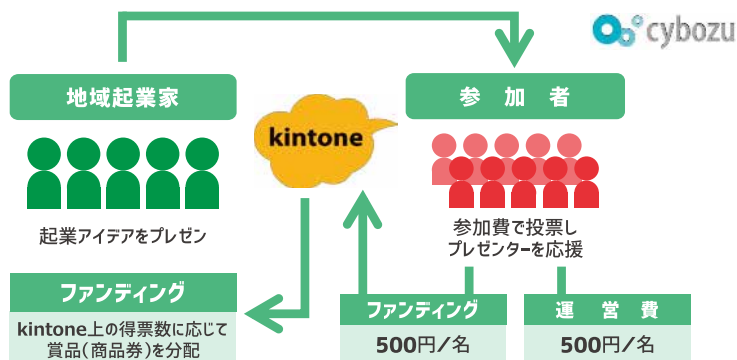 cybozu
地域起業家
参加者
kintone
起業アイデアをプレゼン
参加費で投票し
プレゼンターを応援
ファンディング
kintone上の得票数に応じて
賞品(商品券)を分配
ファンディング
500円／名
運営費
500円／名